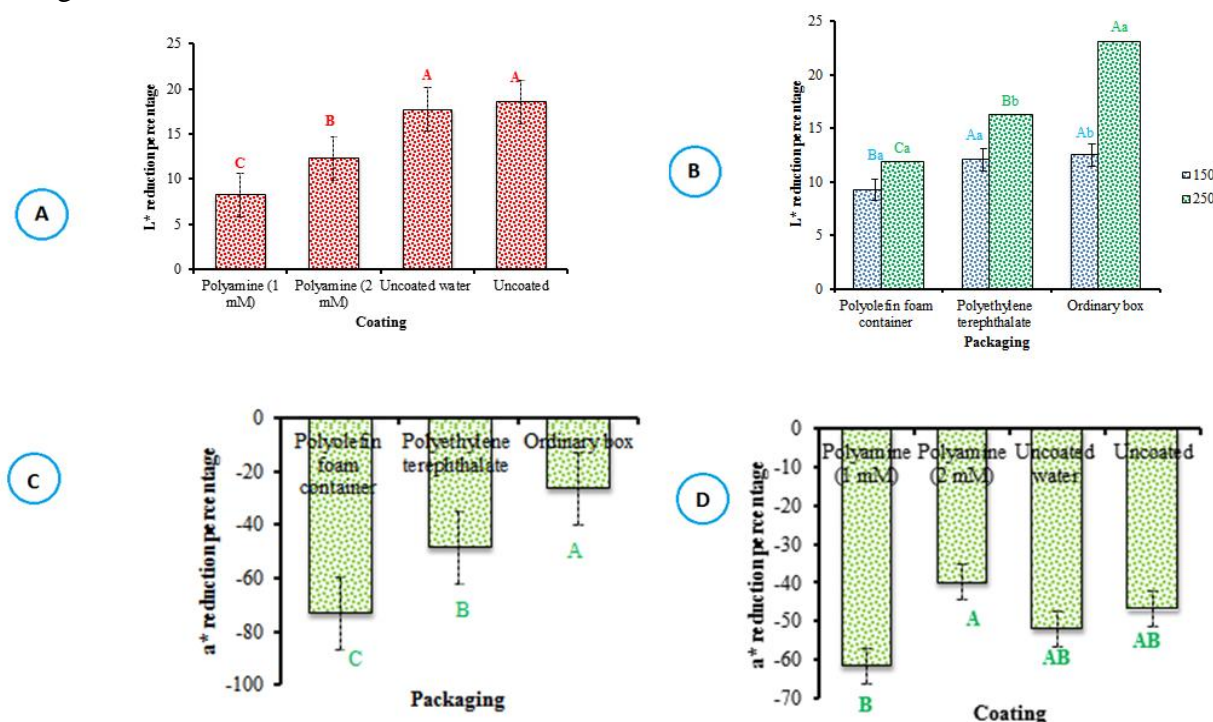 A
L* reduction percentage
25
20
15
10
5
0
C
B
A
A
Polyamine (1 mM)
Polyamine (2 mM)
Uncoated water
Uncoated
Coating
B
L* reduction percentage
25
20
15
10
5
0
Ba
Ca
Aa
Bb
Ab
Aa
150
250
Polyolefin foam container
Polyethylene terephthalate
Ordinary box
Packaging
C
a* reduction percentage
0
-20
-40
-60
-80
-100
Polyolefin foam container
Polyethylene terephthalate
Ordinary box
C
B
A
Packaging
D
a* reduction percentage
0
-10
-20
-30
-40
-50
-60
-70
Polyamine (1 mM)
Polyamine (2 mM)
Uncoated water
Uncoated
B
A
AB
AB
Coating